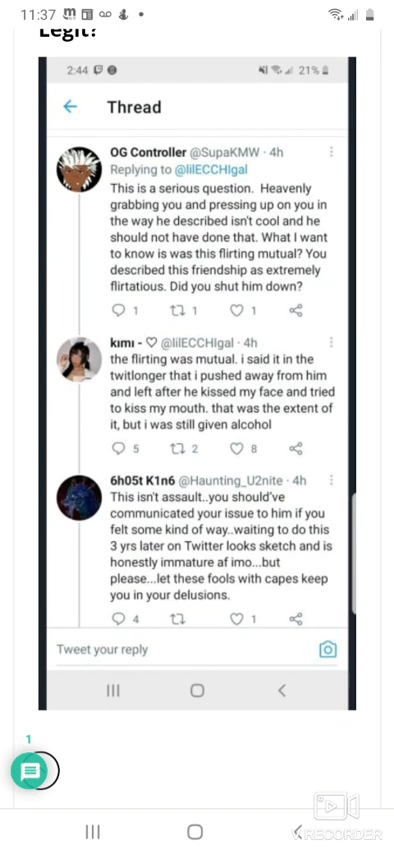 11:37
Legit?
2:44
21%
Thread
OG Controller @SupaKMW · 4h
Replying to @lilECCHIgal
This is a serious question. Heavenly
grabbing you and pressing up on you in
the way he described isn't cool and he
should not have done that. What I want
to know is was this flirting mutual? You
described this friendship as extremely
flirtatious. Did you shut him down?
1 1 1
kımı - ♡ @lilECCHIgal · 4h
the flirting was mutual. i said it in the
twitlonger that i pushed away from him
and left after he kissed my face and tried
to kiss my mouth. that was the extent of
it, but i was still given alcohol
5 2 8
6h05t K1n6 @Haunting_U2nite · 4h
This isn't assault..you should've
communicated your issue to him if you
felt some kind of way..waiting to do this
3 yrs later on Twitter looks sketch and is
honestly immature af imo...but
please...let these fools with capes keep
you in your delusions.
4 1
Tweet your reply
1
RECORDER